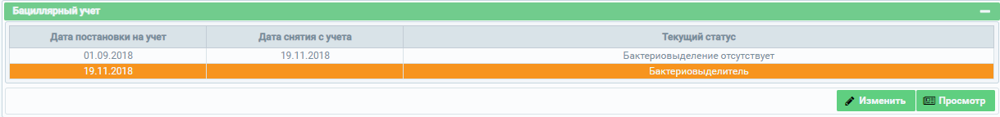 Бациллярный учет
Дата постановки на учет Дата снятия с учета Текущий статус
01.09.2018 19.11.2018 Бактериовыделение отсутствует
19.11.2018 Бактериовыделитель
Изменить Просмотр